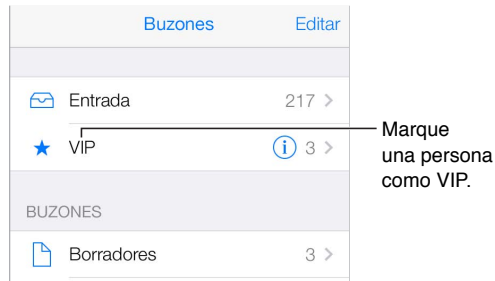 Buzones Editar
Entrada 217
VIP 3
Marque
una persona
como VIP.
BUZONES
Borradores 3